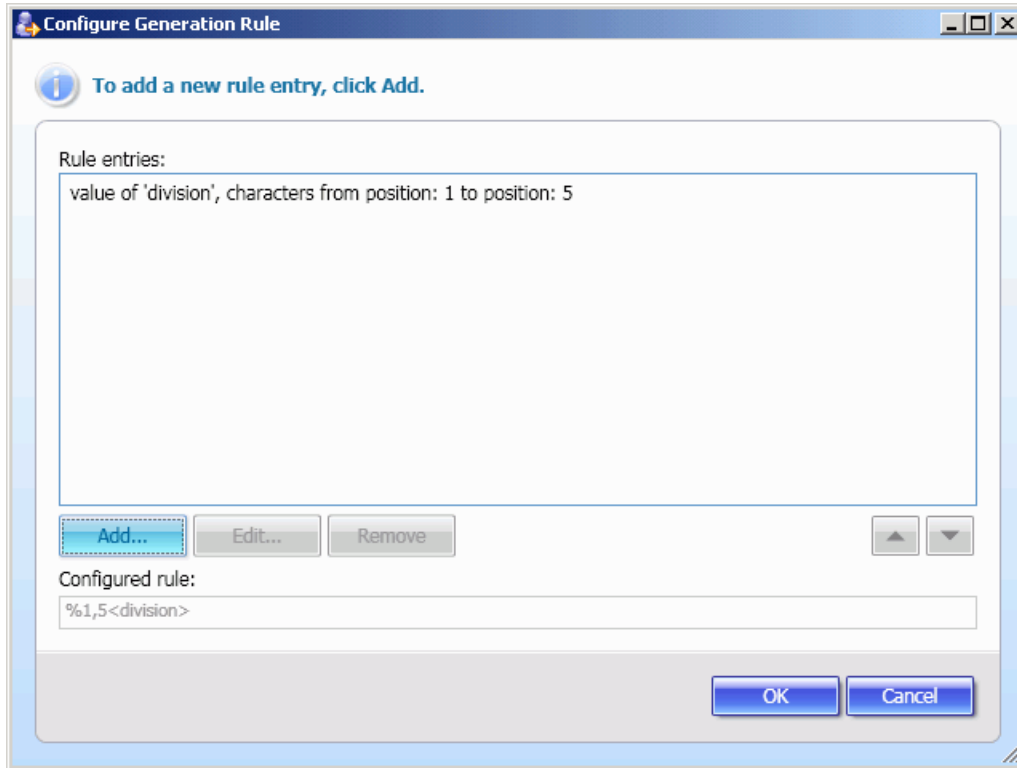 Configure Generation Rule
To add a new rule entry, click Add.
Rule entries:
value of 'division', characters from position: 1 to position: 5
Add... Edit... Remove
Configured rule:
%1,5<division>
OK Cancel